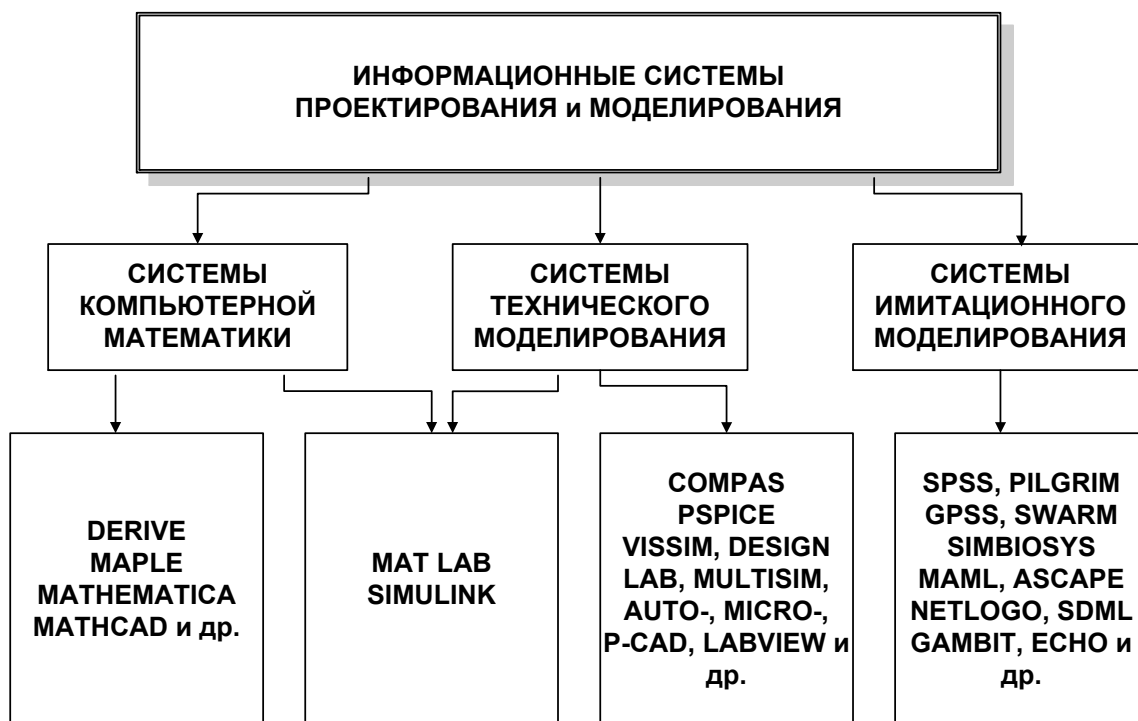 ИНФОРМАЦИОННЫЕ СИСТЕМЫ
ПРОЕКТИРОВАНИЯ и МОДЕЛИРОВАНИЯ
СИСТЕМЫ
КОМПЬЮТЕРНОЙ
МАТЕМАТИКИ
СИСТЕМЫ
ТЕХНИЧЕСКОГО
МОДЕЛИРОВАНИЯ
СИСТЕМЫ
ИМИТАЦИОННОГО
МОДЕЛИРОВАНИЯ
DERIVE
MAPLE
MATHEMATICA
MATHCAD и др.
MAT LAB
SIMULINK
COMPAS
PSPICE
VISSIM, DESIGN
LAB, MULTISIM,
AUTO-, MICRO-,
P-CAD, LABVIEW и
др.
SPSS, PILGRIM
GPSS, SWARM
SIMBIOSYS
MAML, ASCAPE
NETLOGO, SDML
GAMBIT, ECHO и
др.